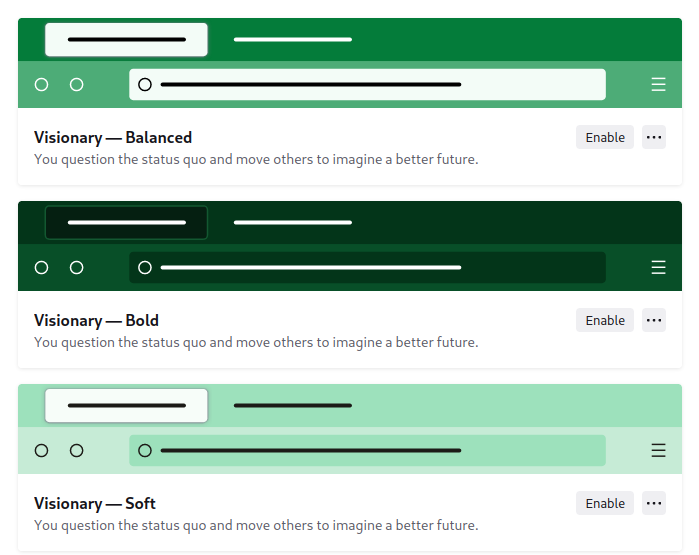 Visionary — Balanced
Enable
You question the status quo and move others to imagine a better future.
Visionary — Bold
Enable
You question the status quo and move others to imagine a better future.
Visionary — Soft
Enable
You question the status quo and move others to imagine a better future.